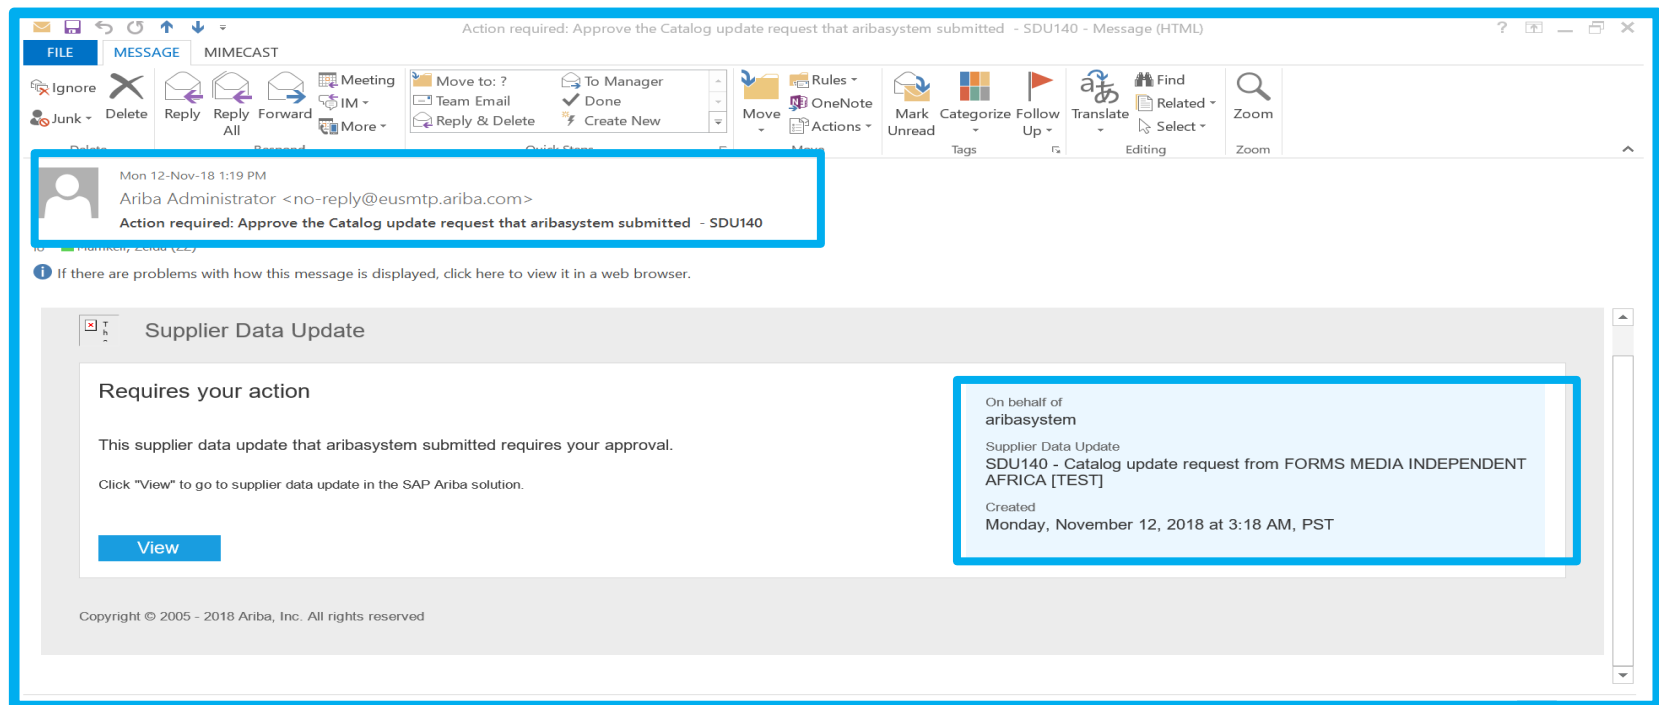 Action required: Approve the Catalog update request that aribasystem submitted - SDU140 - Message (HTML)
?
FILE MESSAGE MIMECAST
Ignore
Junk
Delete
Reply
Reply All
Forward
Meeting
IM
More
Move to: ?
Team Email
Reply & Delete
To Manager
Done
Create New
Move
Rules
OneNote
Actions
Mark Unread
Categorize
Follow Up
Translate
Find
Related
Select
Zoom
Tags
Editing
Zoom
Mon 12-Nov-18 1:19 PM
Ariba Administrator <no-reply@eusmtp.ariba.com>
Action required: Approve the Catalog update request that aribasystem submitted - SDU140
If there are problems with how this message is displayed, click here to view it in a web browser.
Supplier Data Update
Requires your action
This supplier data update that aribasystem submitted requires your approval.
Click "View" to go to supplier data update in the SAP Ariba solution.
View
On behalf of
aribasystem
Supplier Data Update
SDU140 - Catalog update request from FORMS MEDIA INDEPENDENT
AFRICA [TEST]
Created
Monday, November 12, 2018 at 3:18 AM, PST
Copyright © 2005 - 2018 Ariba, Inc. All rights reserved